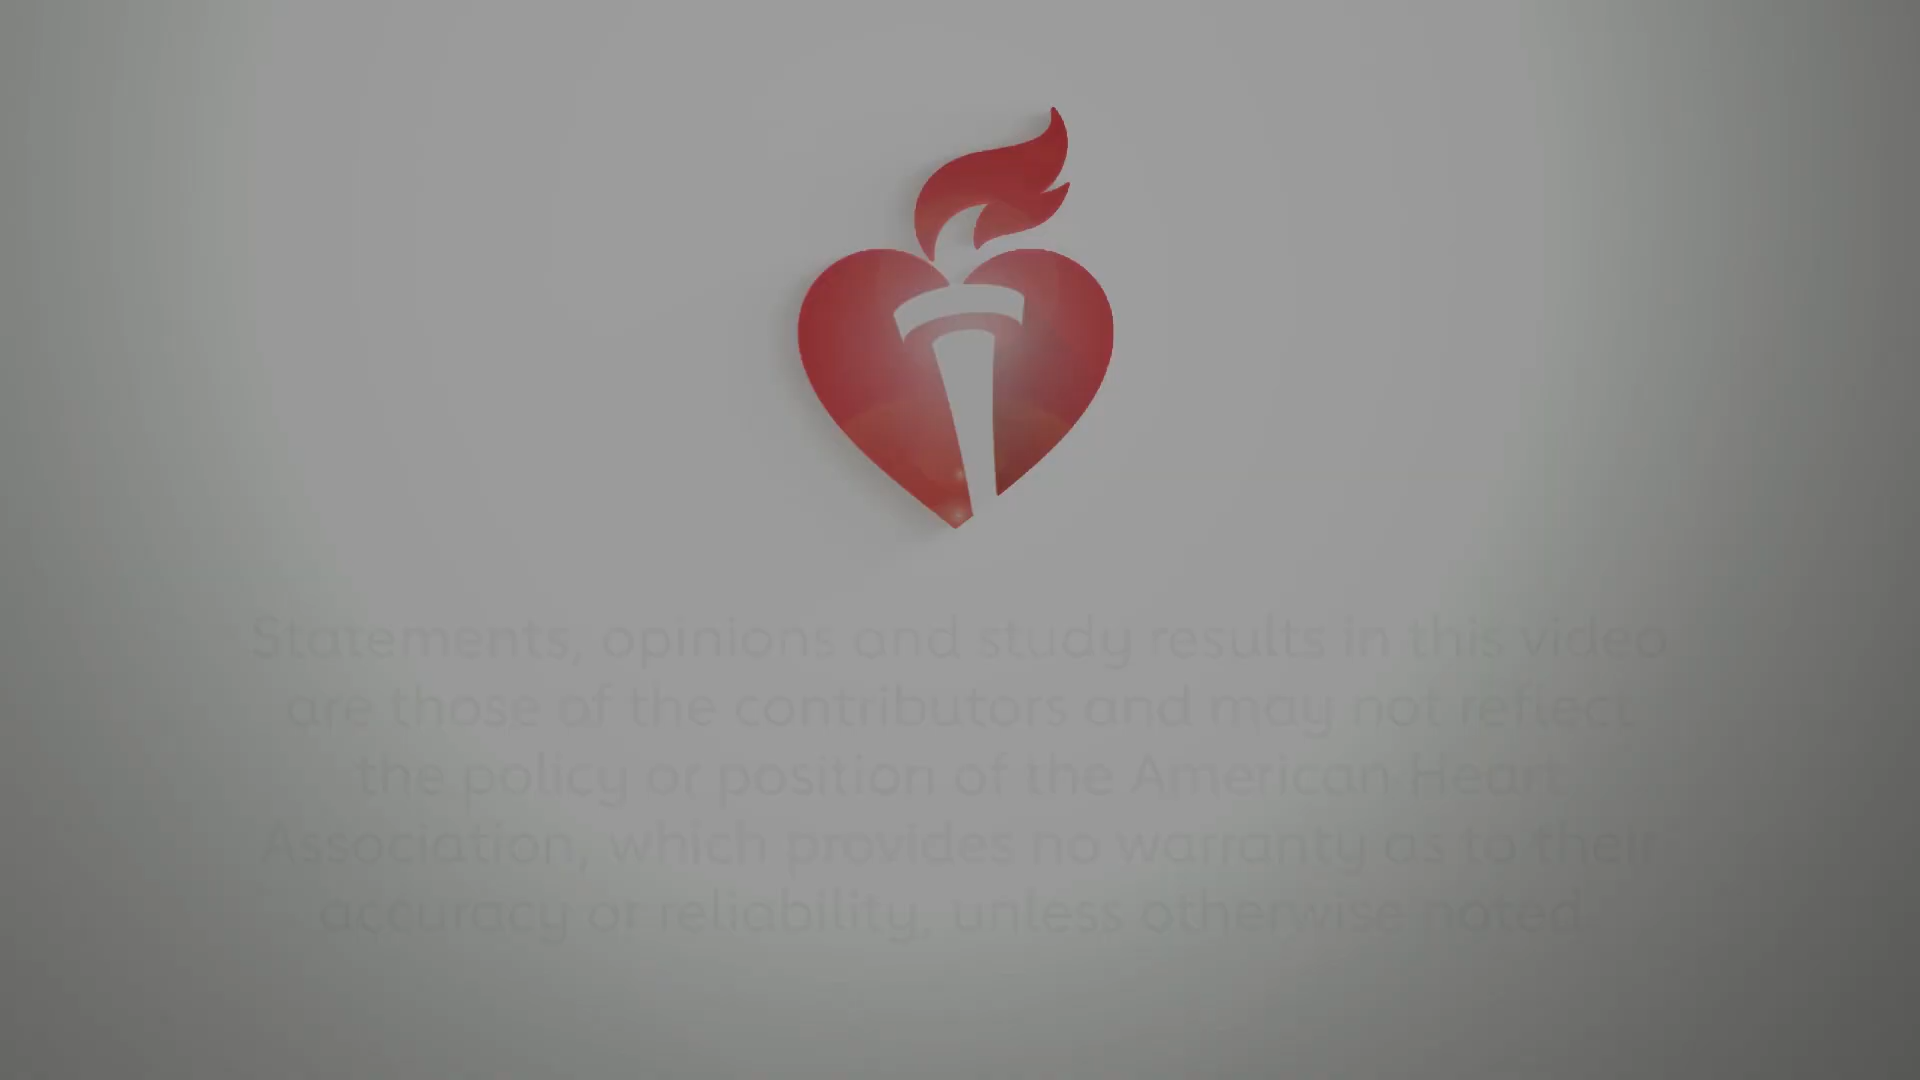 Statements, opinions and study results in this video
are those of the contributors and may not reflect
the policy or position of the American Heart
Association, which provides no warranty as to their
accuracy or reliability, unless otherwise noted.